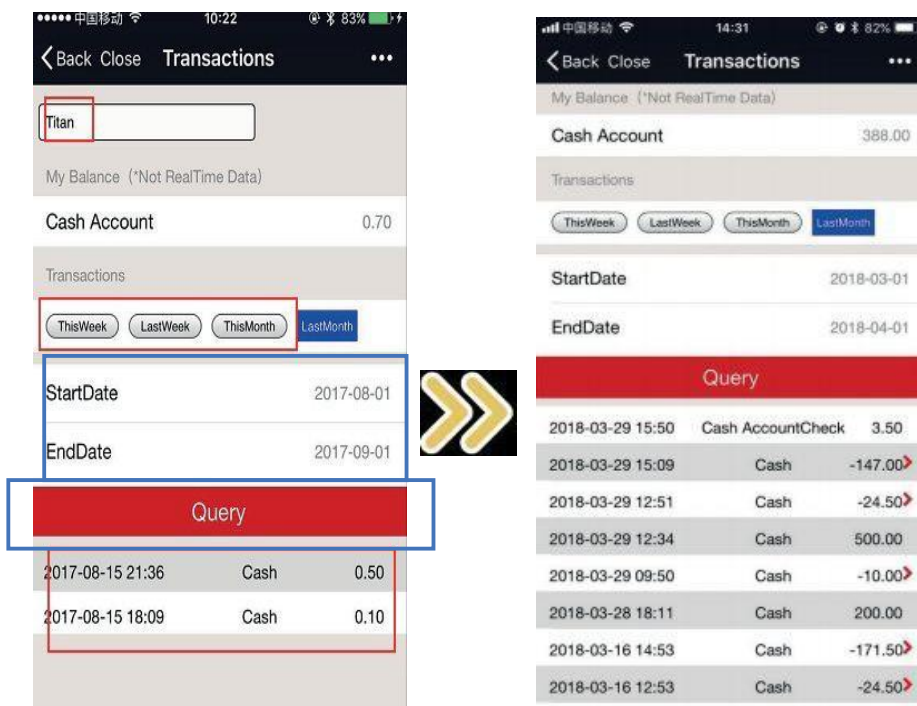 中国移动 10:22 83%
Back Close Transactions
Titan
My Balance (*Not RealTime Data)
Cash Account 0.70
Transactions
ThisWeek LastWeek ThisMonth LastMonth
StartDate 2017-08-01
EndDate 2017-09-01
Query
2017-08-15 21:36 Cash 0.50
2017-08-15 18:09 Cash 0.10
中国移动 14:31 82%
Back Close Transactions
My Balance (*Not RealTime Data)
Cash Account 388.00
Transactions
ThisWeek LastWeek ThisMonth LastMonth
StartDate 2018-03-01
EndDate 2018-04-01
Query
2018-03-29 15:50 Cash AccountCheck 3.50
2018-03-29 15:09 Cash -147.00
2018-03-29 12:51 Cash -24.50
2018-03-29 12:34 Cash 500.00
2018-03-29 09:50 Cash -10.00
2018-03-28 18:11 Cash 200.00
2018-03-16 14:53 Cash -171.50
2018-03-16 12:53 Cash -24.50